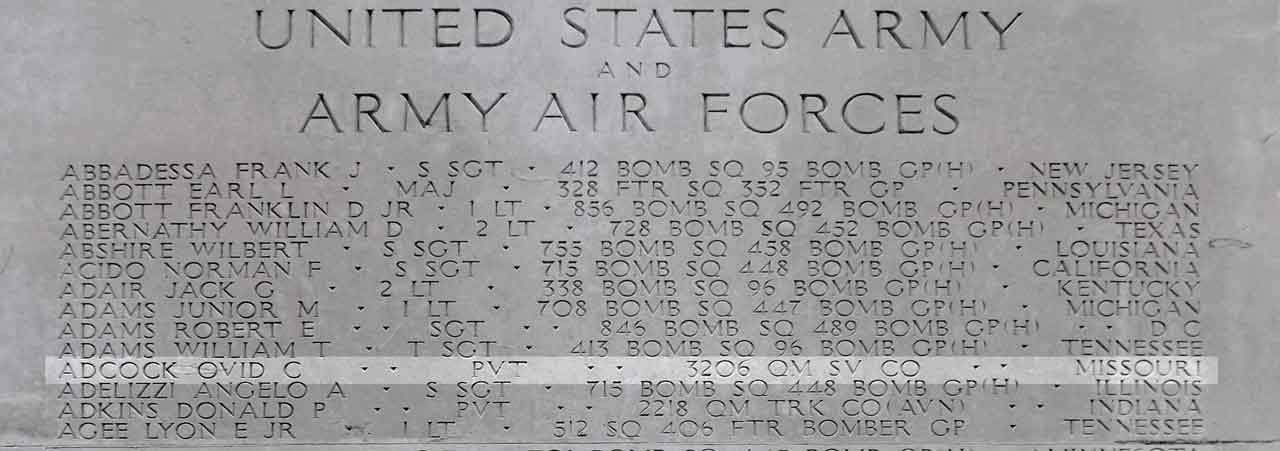 UNITED STATES ARMY
AND
ARMY AIR FORCES
ABBADESSA FRANK J · S SGT · 412 BOMB SQ 95 BOMB GP(H) · NEW JERSEY
ABBOTT EARL L · MAJ · 328 FTR SQ 352 FTR GP · PENNSYLVANIA
ABBOTT FRANKLIN D JR · 1 LT · 856 BOMB SQ 492 BOMB GP(H) · MICHIGAN
ABERNATHY WILLIAM D · 2 LT · 728 BOMB SQ 452 BOMB GP(H) · TEXAS
ABSHIRE WILBERT · S SGT · 755 BOMB SQ 458 BOMB GP(H) · LOUISIANA
ACIDO NORMAN F · S SGT · 715 BOMB SQ 448 BOMB GP(H) · CALIFORNIA
ADAIR JACK G · 2 LT · 338 BOMB SQ 96 BOMB GP(H) · KENTUCKY
ADAMS JUNIOR M · 1 LT · 708 BOMB SQ 447 BOMB GP(H) · MICHIGAN
ADAMS ROBERT E · · SGT · · 846 BOMB SQ 489 BOMB GP(H) · · D C
ADAMS WILLIAM T · T SGT · 413 BOMB SQ 96 BOMB GP(H) · TENNESSEE
ADCOCK OVID C · · PVT · · 3206 QM SV CO · · MISSOURI
ADELIZZI ANGELO A · S SGT · 715 BOMB SQ 448 BOMB GP(H) · ILLINOIS
ADKINS DONALD P · · PVT · · 2218 QM TRK CO(AVN) · · INDIANA
AGEE LYON E JR · 1 LT · 512 SQ 406 FTR BOMBER GP · TENNESSEE